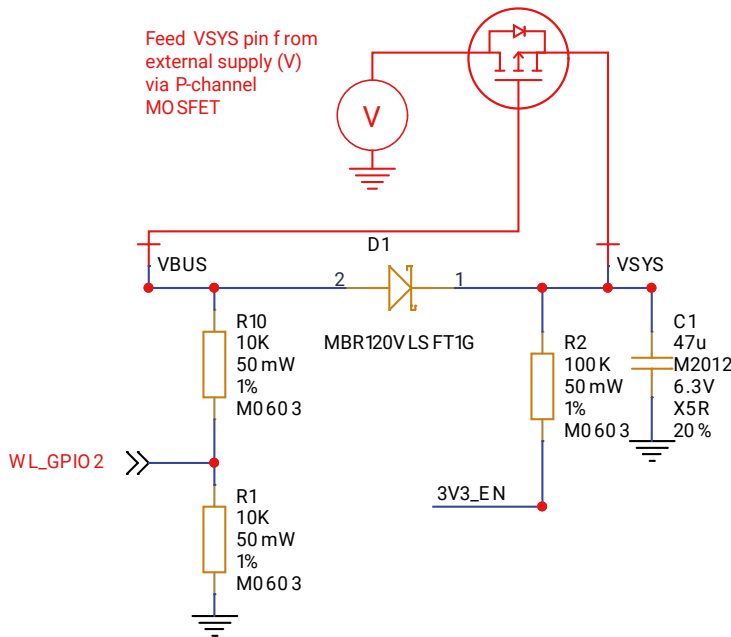 Feed VSYS pin from
external supply (V)
via P-channel
MOSFET
V
D1
VBUS
VSYS
2
1
MBR120VLSFT1G
R10
10K
50mW
1%
M0603
R2
100K
50mW
1%
M0603
C1
47u
M2012
6.3V
X5R
20%
WL_GPIO2
3V3_EN
R1
10K
50mW
1%
M0603